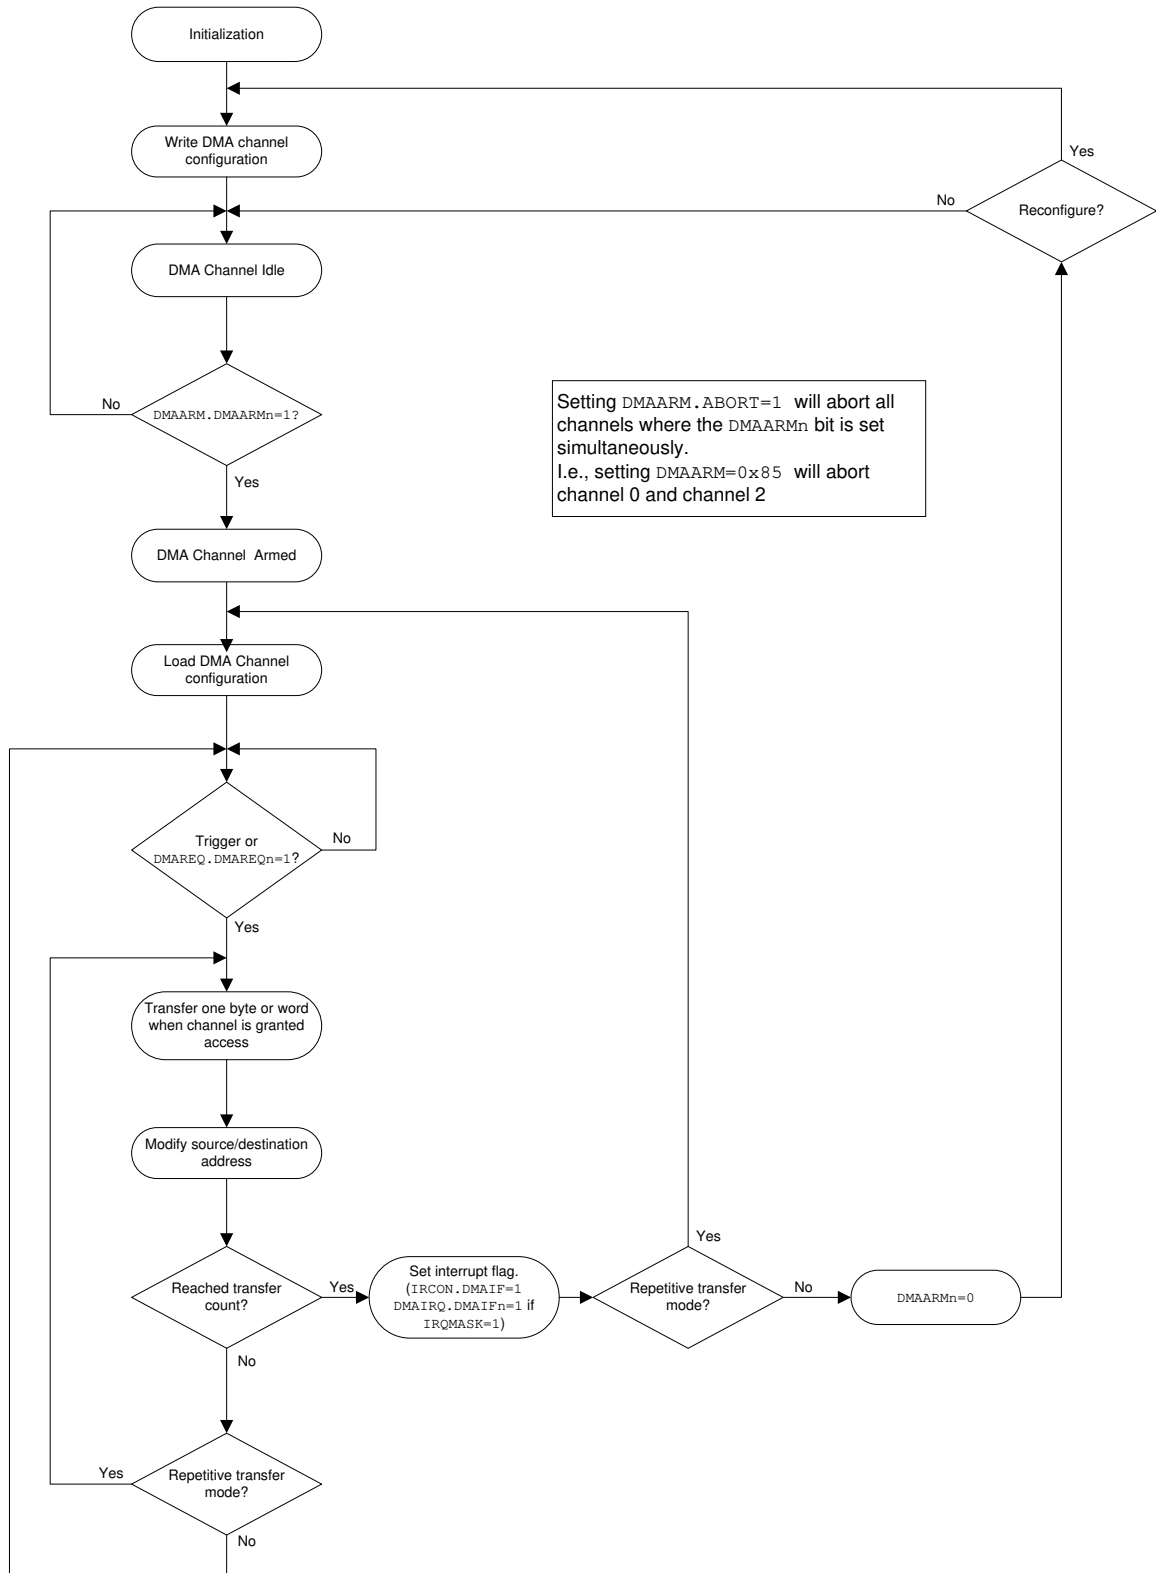 Initialization
Write DMA channel
configuration
Yes
No
Reconfigure?
DMA Channel Idle
No
DMAARM.DMAARMn=1?
Yes
Setting DMAARM.ABORT=1 will abort all
channels where the DMAARMn bit is set
simultaneously.
I.e., setting DMAARM=0x85 will abort
channel 0 and channel 2
DMA Channel Armed
Load DMA Channel
configuration
Trigger or
DMAREQ.DMAREQn=1?
No
Yes
Transfer one byte or word
when channel is granted
access
Modify source/destination
address
Reached transfer
count?
Yes
No
Set interrupt flag.
(IRCON.DMAIF=1
DMAIRQ.DMAIFn=1 if
IRQMASK=1)
Yes
Repetitive transfer
mode?
No
DMAARMn=0
Yes
Repetitive transfer
mode?
No